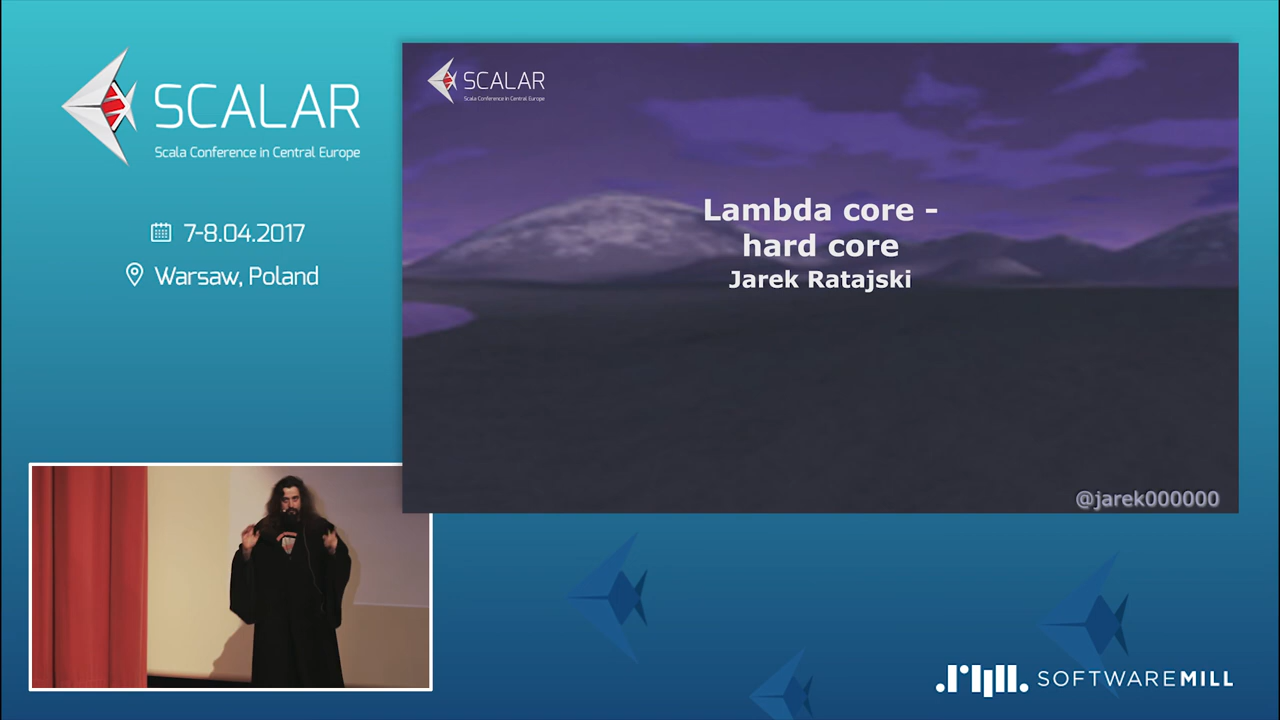 SCALAR
Scala Conference in Central Europe
7-8.04.2017
Warsaw, Poland
SCALAR
Scala Conference in Central Europe
Lambda core -
hard core
Jarek Ratajski
@jarek000000
SOFTWAREMILL